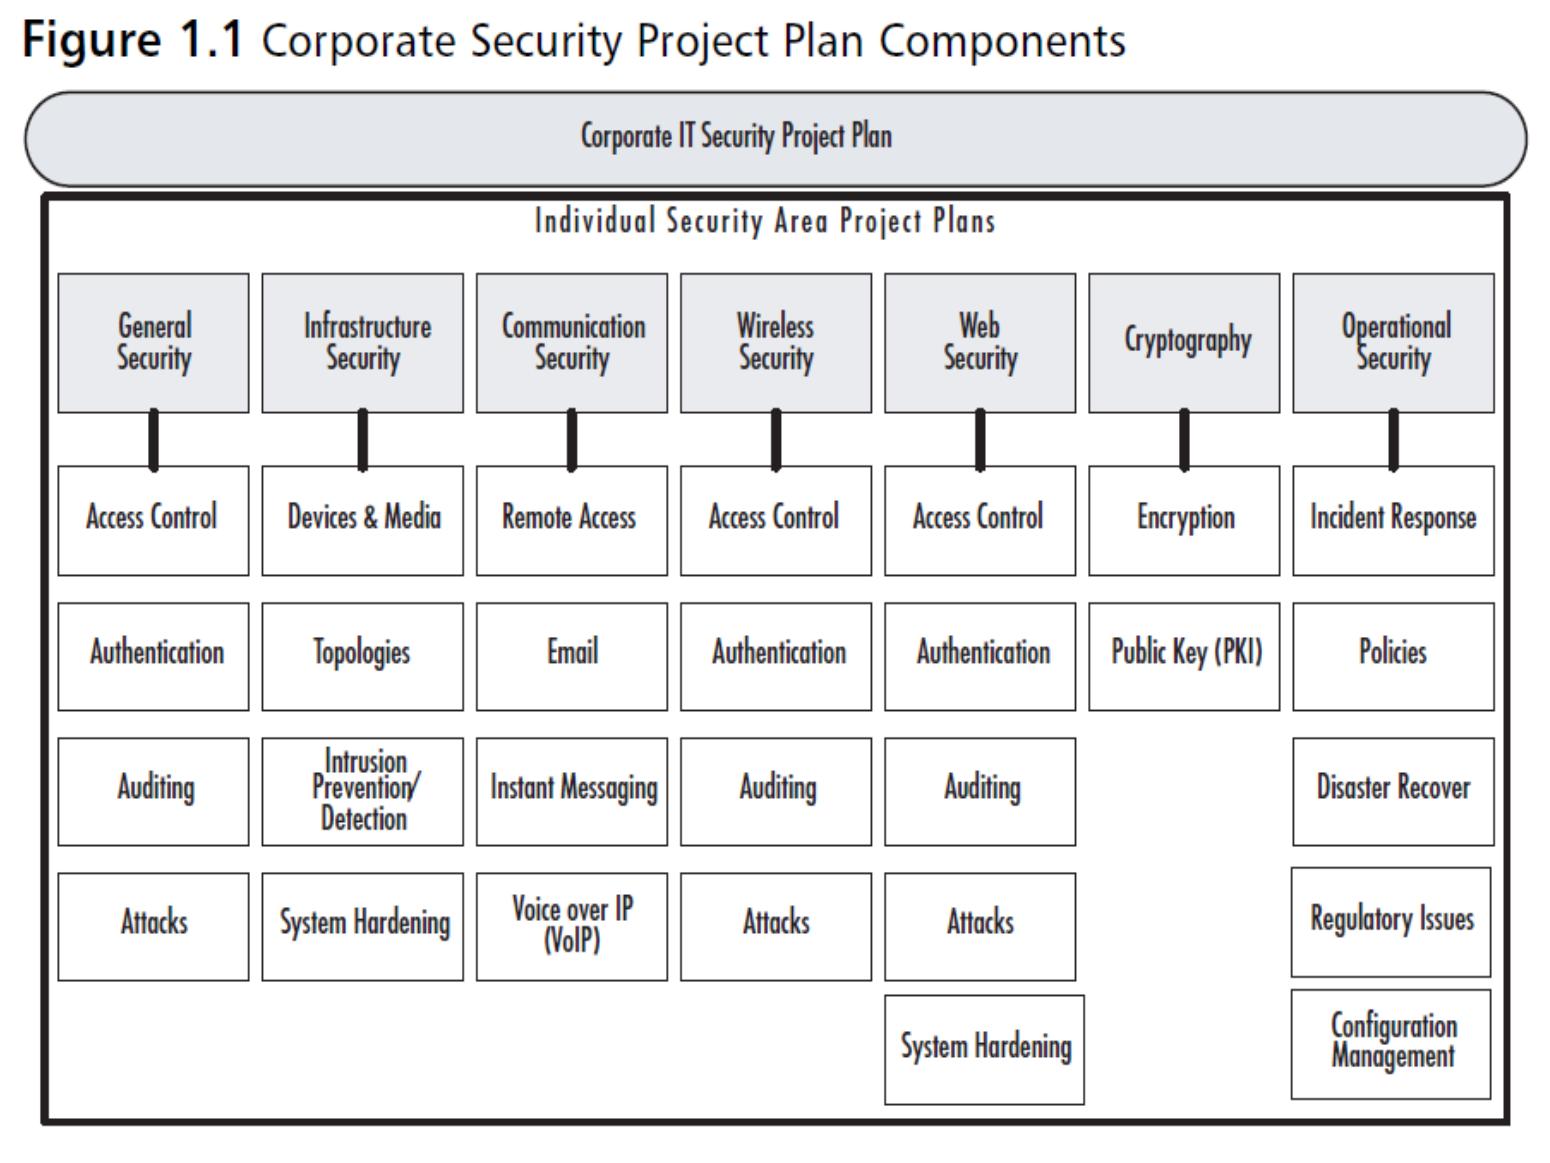 Figure 1.1 Corporate Security Project Plan Components
Corporate IT Security Project Plan
Individual Security Area Project Plans
General
Security
Infrastructure
Security
Communication
Security
Wireless
Security
Web
Security
Cryptography
Operational
Security
Access Control
Devices & Media
Remote Access
Access Control
Access Control
Encryption
Incident Response
Authentication
Topologies
Email
Authentication
Authentication
Public Key (PKI)
Policies
Auditing
Intrusion
Prevention/
Detection
Instant Messaging
Auditing
Auditing
Disaster Recover
Attacks
System Hardening
Voice over IP
(VoIP)
Attacks
Attacks
Regulatory Issues
System Hardening
Configuration
Management